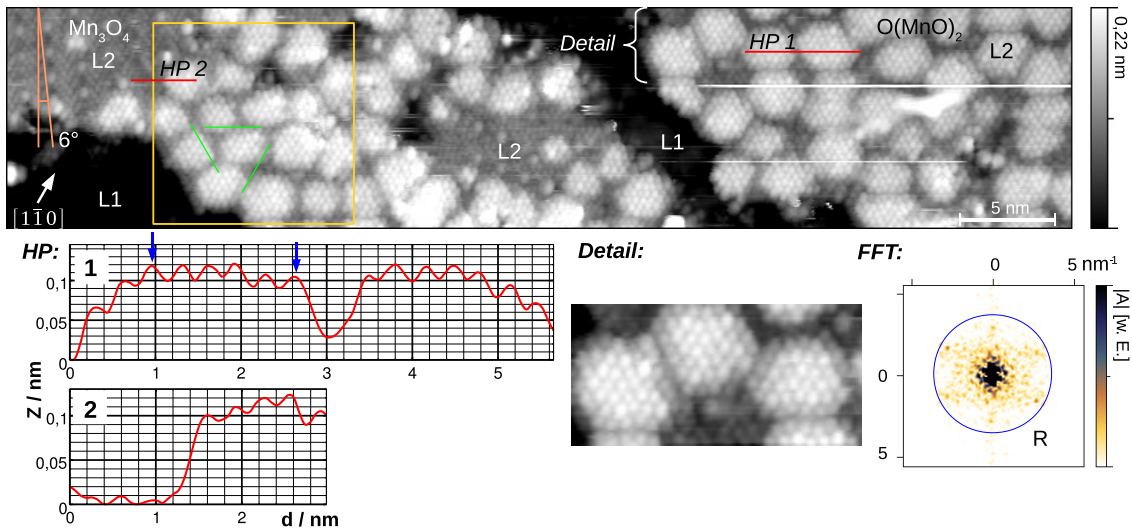 Mn₃O₄
L2
HP 2
6°
[11̅0]
L1
L2
Detail
HP 1
O(MnO)₂
L2
L1
5 nm
0.22 nm
HP:
1
0,1
0,05
0
0 1 2 3 4 5
2
0,1
0,05
0
0 1 2
Z / nm
d / nm
Detail:
FFT:
0 5 nm⁻¹
0
5
R
|A| [w. E.]